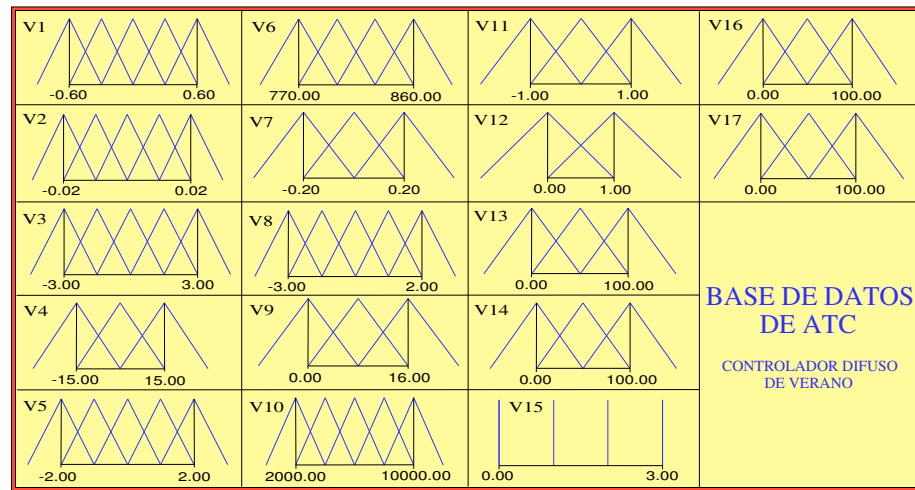 V1
-0.60 0.60
V6
770.00 860.00
V11
-1.00 1.00
V16
0.00 100.00
V2
-0.02 0.02
V7
-0.20 0.20
V12
0.00 1.00
V17
0.00 100.00
V3
-3.00 3.00
V8
-3.00 2.00
V13
0.00 100.00
V4
-15.00 15.00
V9
0.00 16.00
V14
0.00 100.00
V5
-2.00 2.00
V10
2000.00 10000.00
V15
0.00 3.00
BASE DE DATOS
DE ATC
CONTROLADOR DIFUSO
DE VERANO